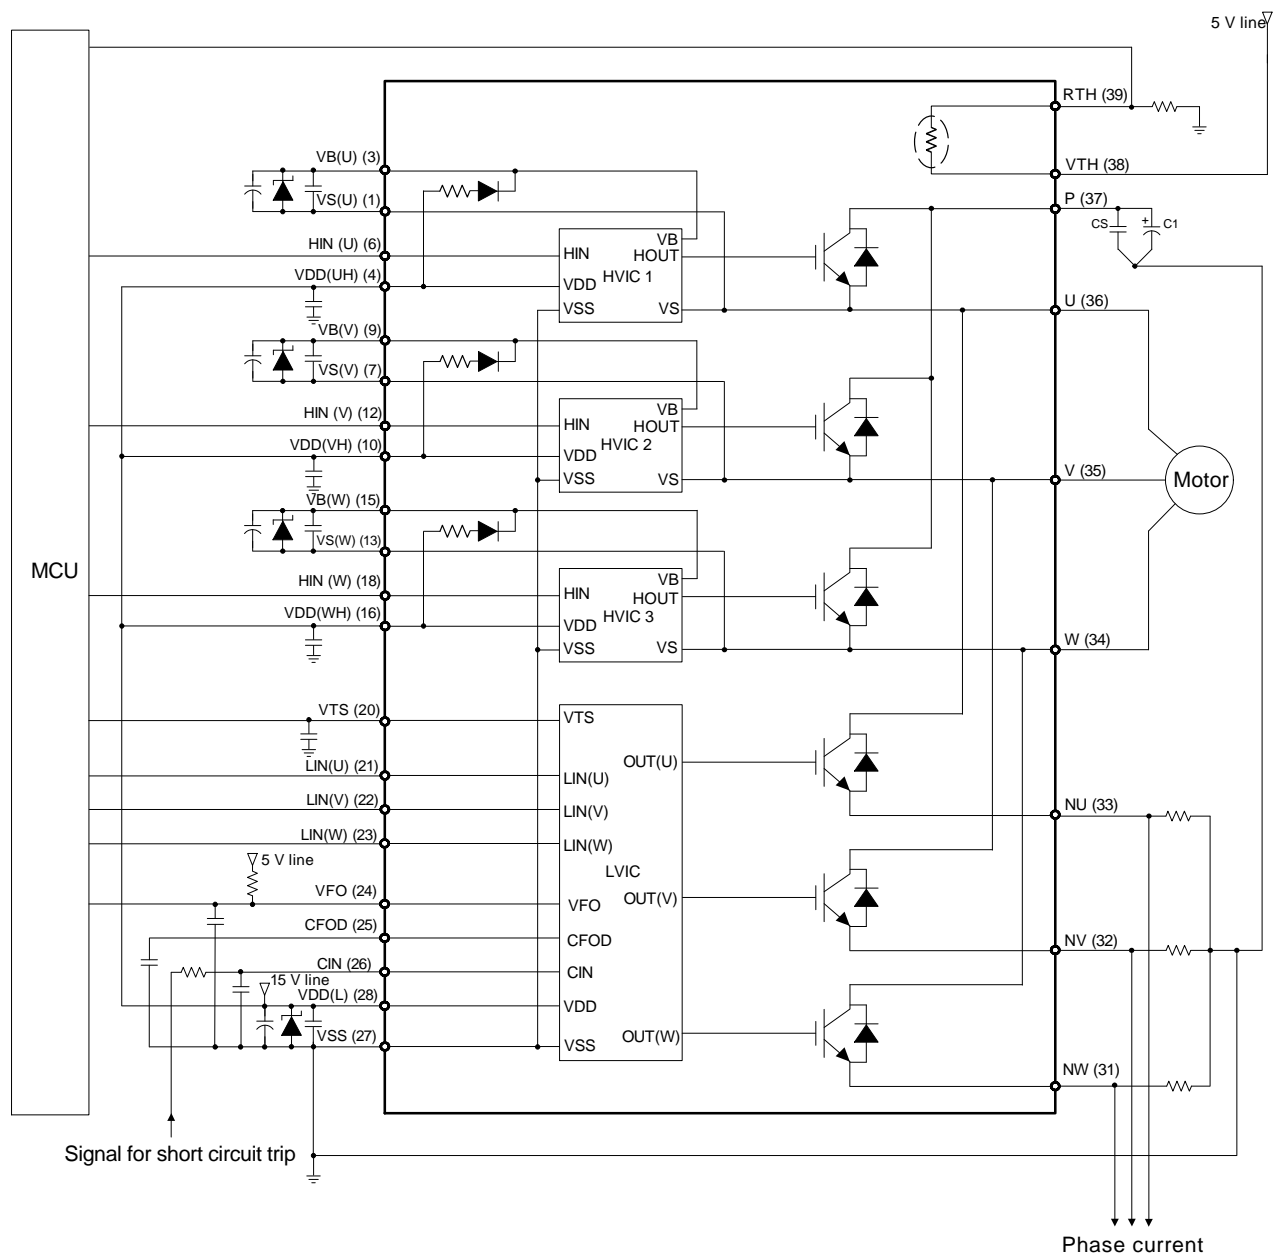 5 V line
RTH (39)
VTH (38)
P (37)
CS
+
C1
U (36)
V (35)
Motor
W (34)
NU (33)
NV (32)
NW (31)
Phase current
MCU
VB(U) (3)
VS(U) (1)
HIN (U) (6)
VDD(UH) (4)
VB(V) (9)
VS(V) (7)
HIN (V) (12)
VDD(VH) (10)
VB(W) (15)
VS(W) (13)
HIN (W) (18)
VDD(WH) (16)
VTS (20)
LIN(U) (21)
LIN(V) (22)
LIN(W) (23)
5 V line
VFO (24)
CFOD (25)
CIN (26)
15 V line
VDD(L) (28)
VSS (27)
Signal for short circuit trip
VB
HIN
HOUT
HVIC 1
VDD
VSS
VS
VB
HIN
HOUT
HVIC 2
VDD
VSS
VS
VB
HIN
HOUT
HVIC 3
VDD
VSS
VS
VTS
OUT(U)
LIN(U)
LIN(V)
LIN(W)
LVIC
OUT(V)
VFO
CFOD
CIN
VDD
OUT(W)
VSS